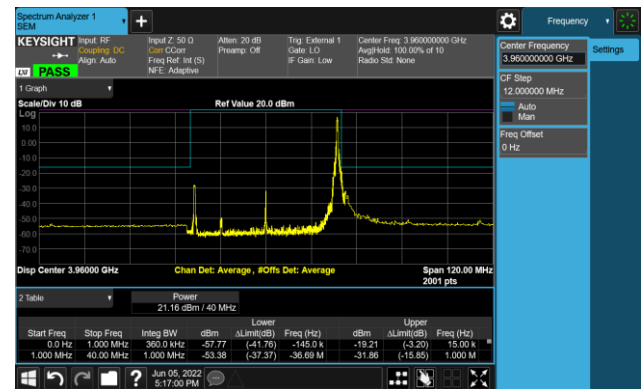 Spectrum Analyzer 1
SEM
+
Frequency
KEYSIGHT
Input: RF
Coupling: DC
Align: Auto
Input Z: 50 Ω
Corr CCorr
Freq Ref: Int (S)
NFE: Adaptive
Atten: 20 dB
Preamp: Off
Trig: External 1
Gate: LO
IF Gain: Low
Center Freq: 3.960000000 GHz
Avg|Hold: 100.00% of 10
Radio Std: None
LXI PASS
Center Frequency
3.960000000 GHz
Settings
CF Step
12.000000 MHz
Auto
Man
Freq Offset
0 Hz
1 Graph
Scale/Div 10 dB
Ref Value 20.0 dBm
Log
10.0
0.00
-10.0
-20.0
-30.0
-40.0
-50.0
-60.0
-70.0
Disp Center 3.96000 GHz
Chan Det: Average , #Offs Det: Average
Span 120.00 MHz
2001 pts
2 Table
Power
21.16 dBm / 40 MHz
Lower Upper
Start Freq Stop Freq Integ BW dBm ΔLimit(dB) Freq (Hz) dBm ΔLimit(dB) Freq (Hz)
0.0 Hz 1.000 MHz 360.0 kHz -57.77 (-41.76) -145.0 k -19.21 (-3.20) 15.00 k
1.000 MHz 40.00 MHz 1.000 MHz -53.38 (-37.37) -36.69 M -31.86 (-15.85) 1.000 M
?
Jun 05, 2022
5:17:00 PM